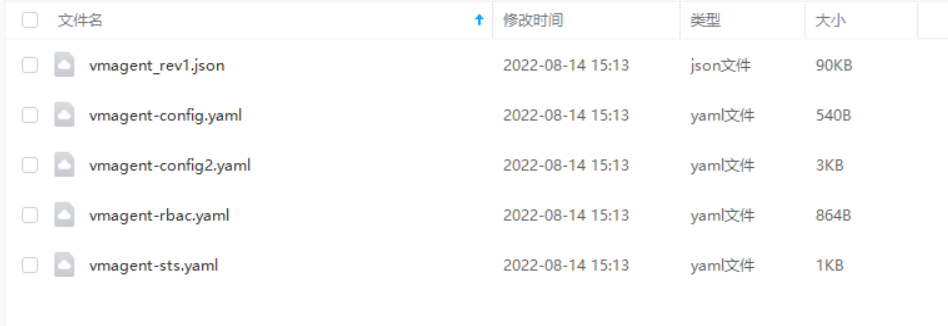 文件名 修改时间 类型 大小
vmagent_rev1.json 2022-08-14 15:13 json文件 90KB
vmagent-config.yaml 2022-08-14 15:13 yaml文件 540B
vmagent-config2.yaml 2022-08-14 15:13 yaml文件 3KB
vmagent-rbac.yaml 2022-08-14 15:13 yaml文件 864B
vmagent-sts.yaml 2022-08-14 15:13 yaml文件 1KB